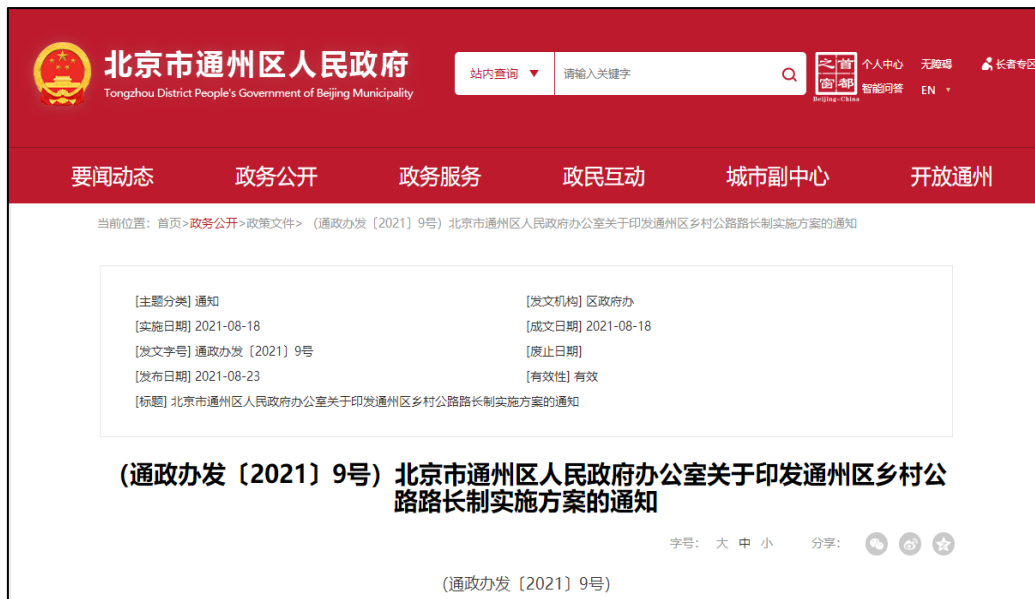 北京市通州区人民政府
Tongzhou District People's Government of Beijing Municipality
站内查询 请输入关键字
首都之窗
Beijing-China
个人中心 无障碍 长者专区
智能问答 EN
要闻动态 政务公开 政务服务 政民互动 城市副中心 开放通州
当前位置：首页>政务公开>政策文件> （通政办发〔2021〕9号）北京市通州区人民政府办公室关于印发通州区乡村公路路长制实施方案的通知
[主题分类] 通知 [发文机构] 区政府办
[实施日期] 2021-08-18 [成文日期] 2021-08-18
[发文字号] 通政办发〔2021〕9号 [废止日期]
[发布日期] 2021-08-23 [有效性] 有效
[标题] 北京市通州区人民政府办公室关于印发通州区乡村公路路长制实施方案的通知
（通政办发〔2021〕9号）北京市通州区人民政府办公室关于印发通州区乡村公
路路长制实施方案的通知
字号： 大 中 小 分享：
（通政办发〔2021〕9号）